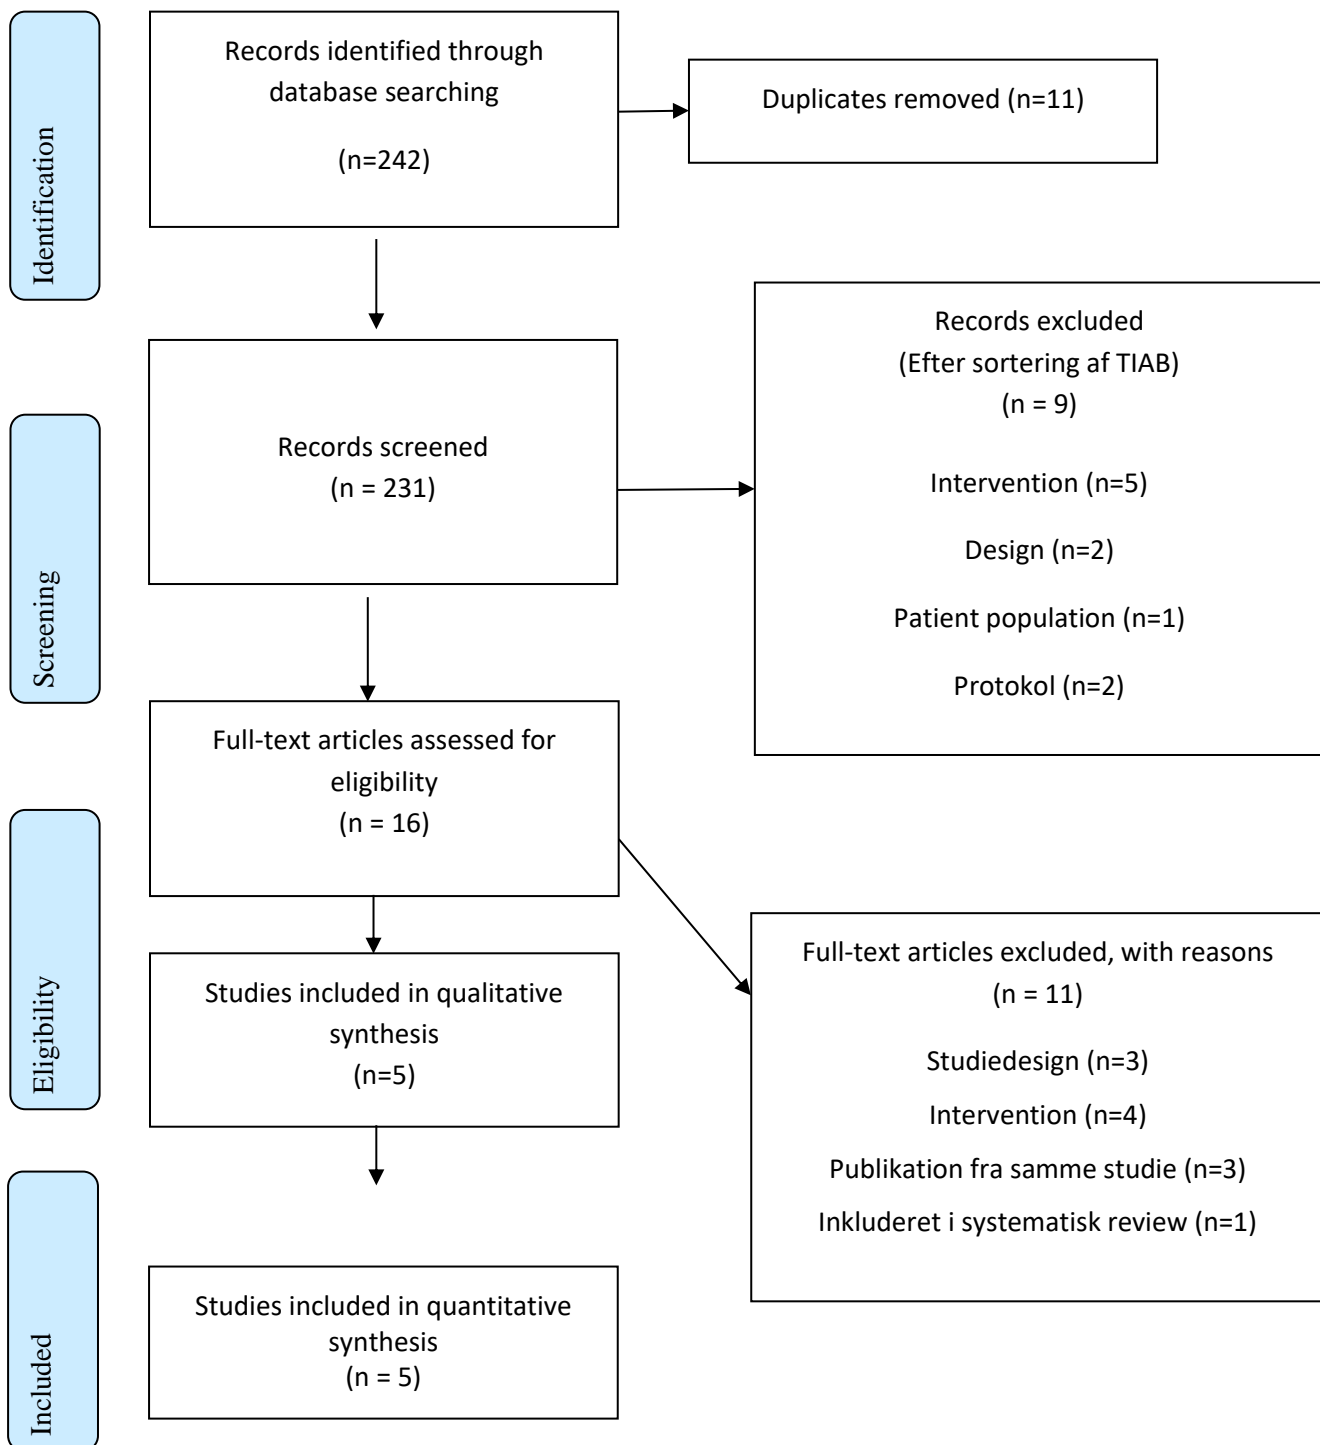 Identification
Records identified through
database searching
(n=242)
Duplicates removed (n=11)
Screening
Records screened
(n = 231)
Records excluded
(Efter sortering af TIAB)
(n = 9)
Intervention (n=5)
Design (n=2)
Patient population (n=1)
Protokol (n=2)
Eligibility
Full-text articles assessed for
eligibility
(n = 16)
Full-text articles excluded, with reasons
(n = 11)
Studiedesign (n=3)
Intervention (n=4)
Publikation fra samme studie (n=3)
Inkluderet i systematisk review (n=1)
Studies included in qualitative
synthesis
(n=5)
Included
Studies included in quantitative
synthesis
(n = 5)